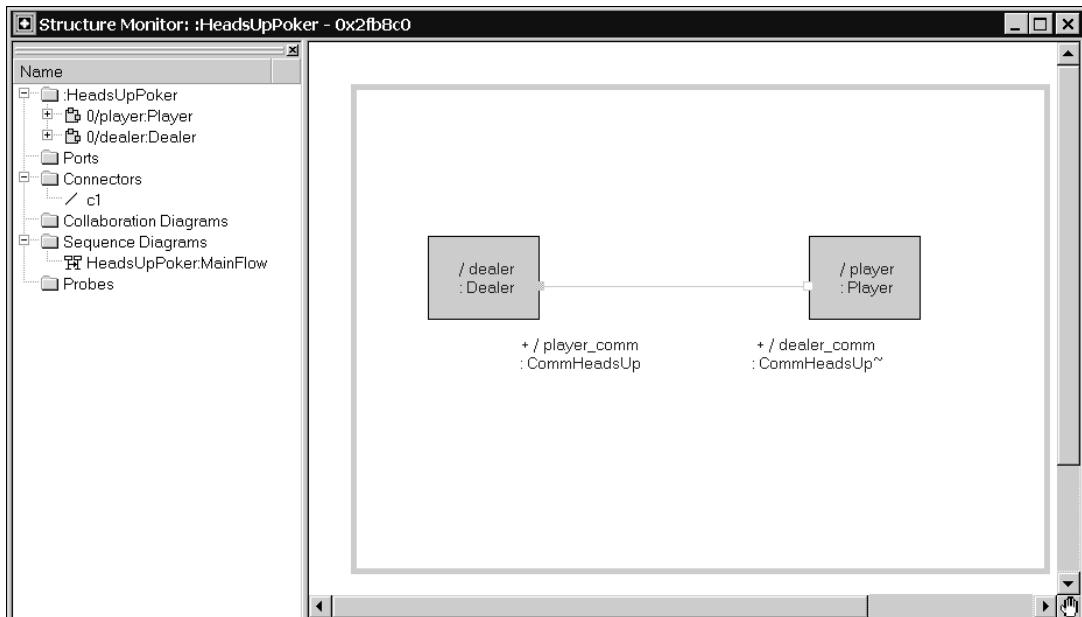 Structure Monitor: :HeadsUpPoker - 0x2fb8c0
Name
:HeadsUpPoker
0/player:Player
0/dealer:Dealer
Ports
Connectors
c1
Collaboration Diagrams
Sequence Diagrams
HeadsUpPoker:MainFlow
Probes
/ dealer
: Dealer
/ player
: Player
+ / player_comm
: CommHeadsUp
+ / dealer_comm
: CommHeadsUp~